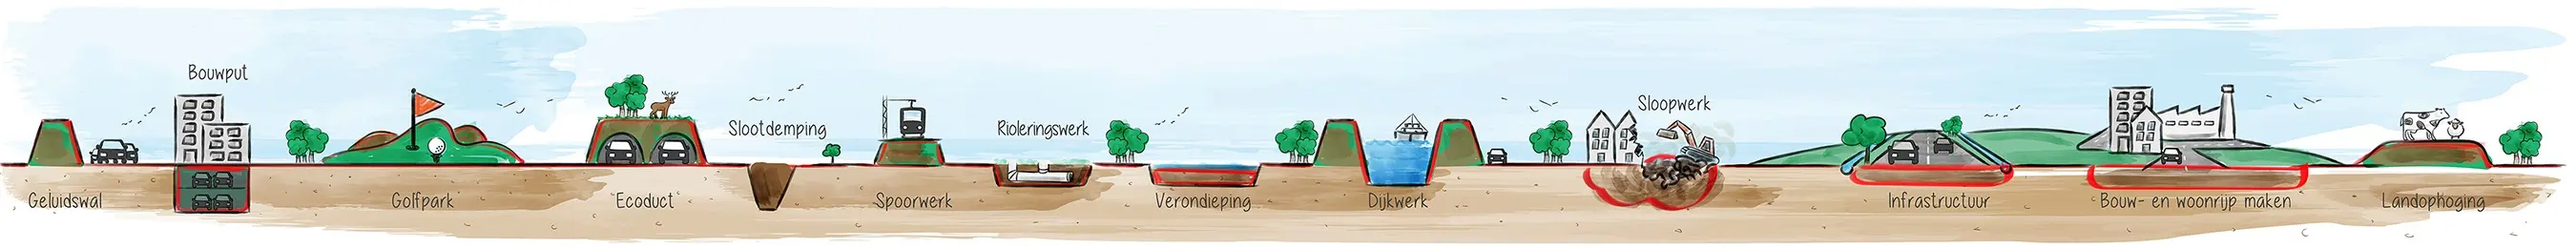 Geluidswal
Bouwput
Golfpark
Ecoduct
Slootdemping
Spoorwerk
Rioleringswerk
Verondieping
Dijkwerk
Sloopwerk
Infrastructuur
Bouw- en woonrijp maken
Landophoging